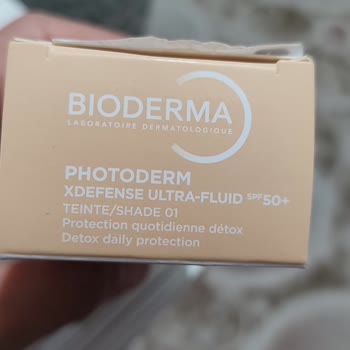 BIODERMA
LABORATOIRE DERMATOLOGIQUE
PHOTODERM
XDEFENSE ULTRA-FLUID SPF50+
TEINTE/SHADE 01
Protection quotidienne détox
Detox daily protection